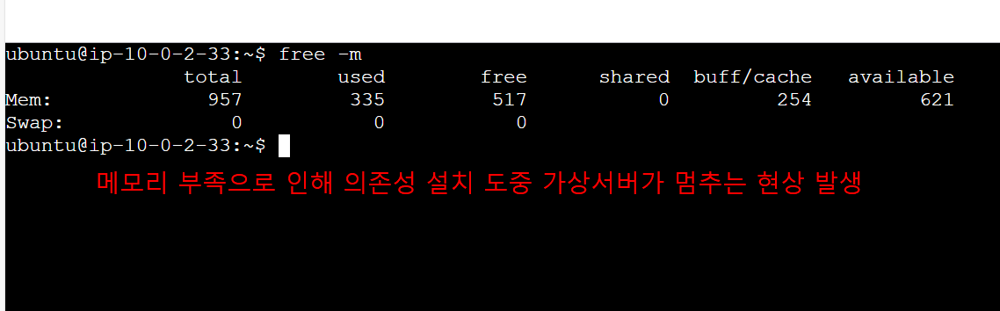 ubuntu@ip-10-0-2-33:~$ free -m
total used free shared buff/cache available
Mem: 957 335 517 0 254 621
Swap: 0 0 0
ubuntu@ip-10-0-2-33:~$
메모리 부족으로 인해 의존성 설치 도중 가상서버가 멈추는 현상 발생